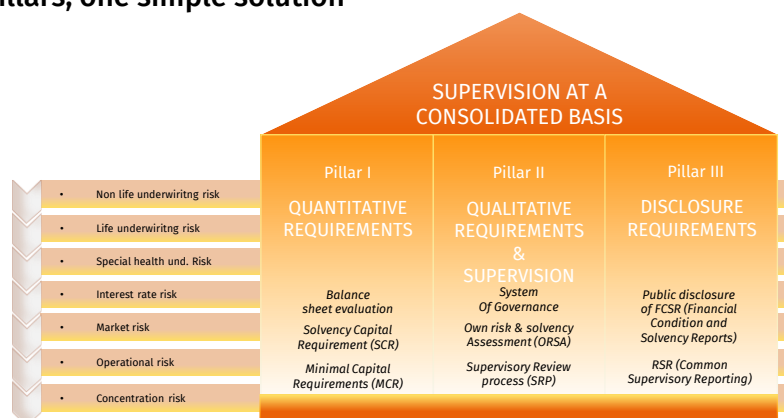 illars, one simple solution
SUPERVISION AT A
CONSOLIDATED BASIS
• Non life underwiritng risk
• Life underwiritng risk
• Special health und. Risk
• Interest rate risk
• Market risk
• Operational risk
• Concentration risk
Pillar I
QUANTITATIVE
REQUIREMENTS
Balance
sheet evaluation
Solvency Capital
Requirement (SCR)
Minimal Capital
Requirements (MCR)
Pillar II
QUALITATIVE
REQUIREMENTS
&
SUPERVISION
System
Of Governance
Own risk & solvency
Assessment (ORSA)
Supervisory Review
process (SRP)
Pillar III
DISCLOSURE
REQUIREMENTS
Public disclosure
of FCSR (Financial
Condition and
Solvency Reports)
RSR (Common
Supervisory Reporting)